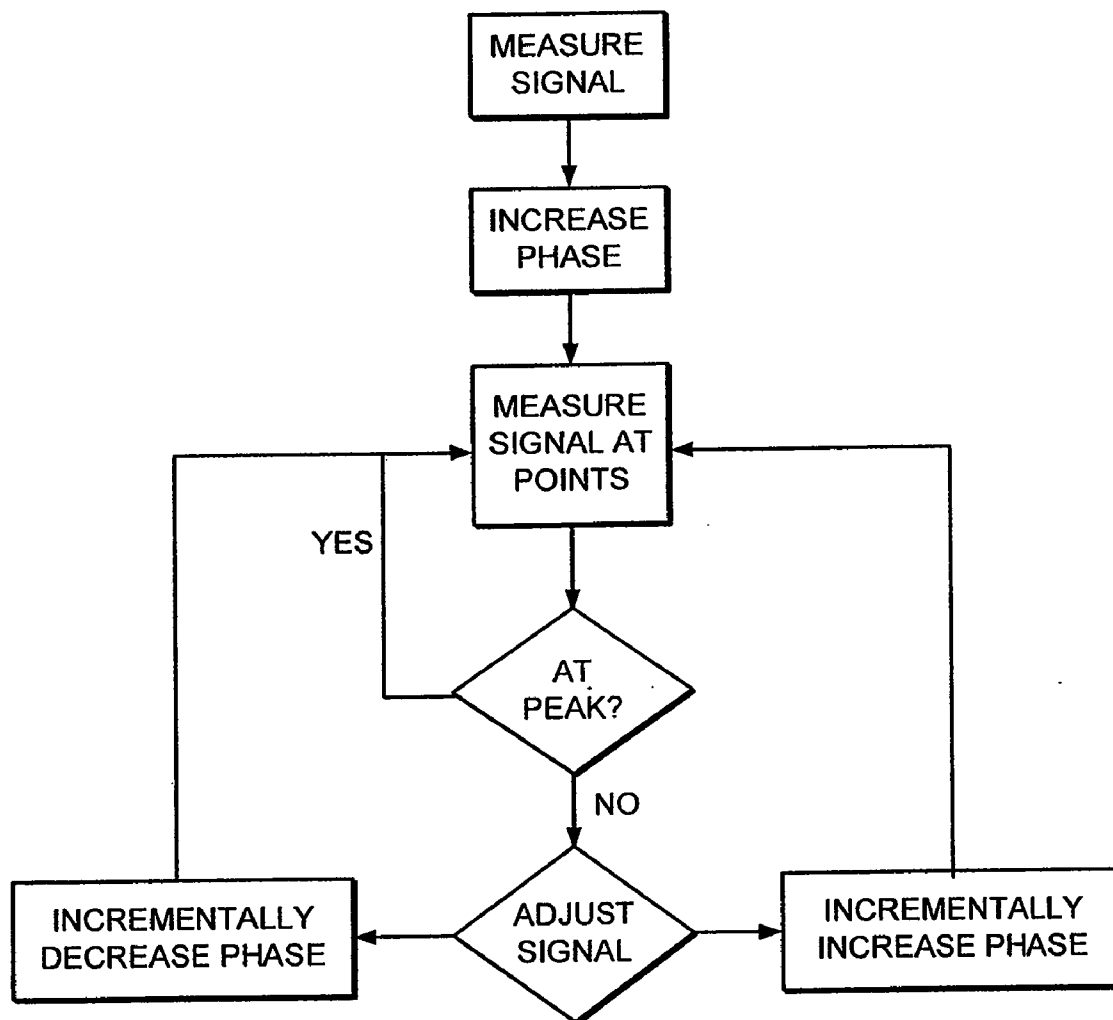 MEASURE
SIGNAL
INCREASE
PHASE
MEASURE
SIGNAL AT
POINTS
YES
AT
PEAK?
NO
INCREMENTALLY
DECREASE PHASE
ADJUST
SIGNAL
INCREMENTALLY
INCREASE PHASE